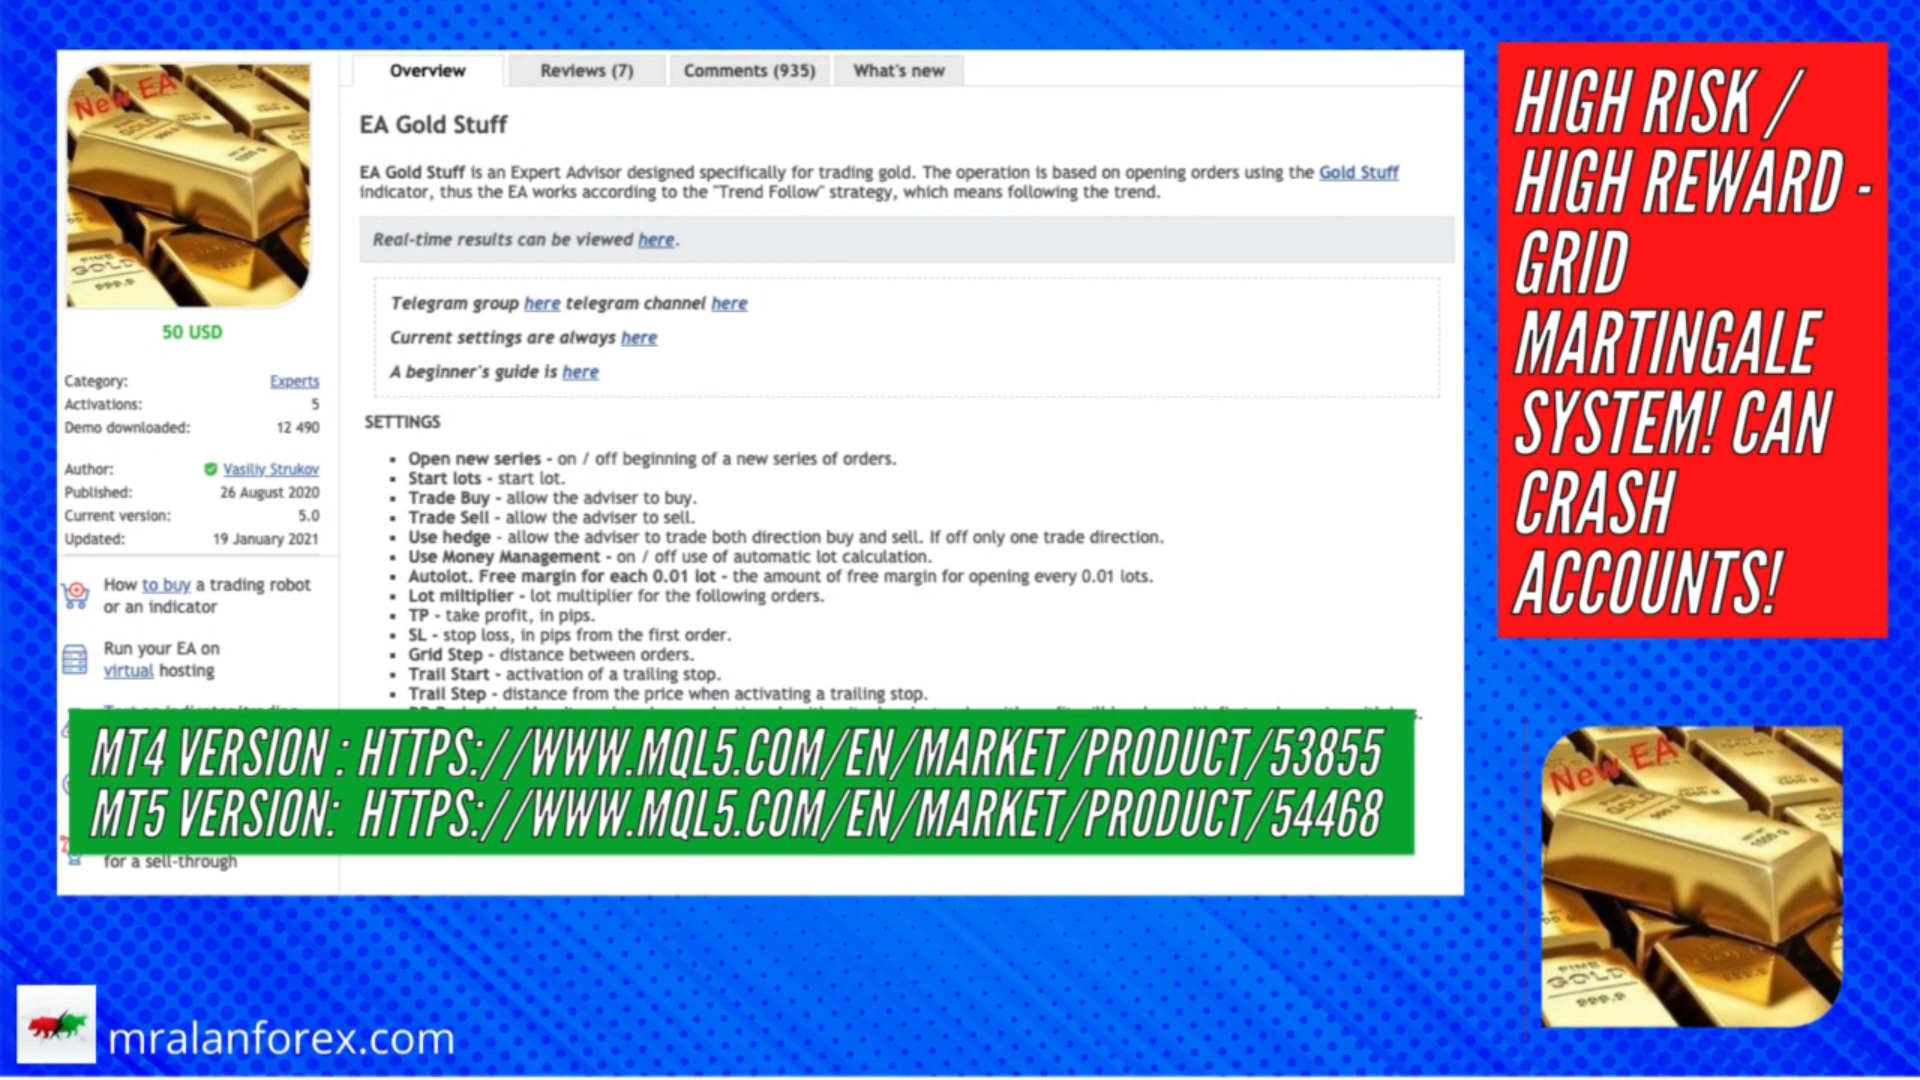 New EA
50 USD
Category: Experts
Activations: 5
Demo downloaded: 12 490
Author: Vasiliy Strukov
Published: 26 August 2020
Current version: 5.0
Updated: 19 January 2021
How to buy a trading robot
or an indicator
Run your EA on
virtual hosting
for a sell-through
Overview
Reviews (7)
Comments (935)
What's new
EA Gold Stuff
EA Gold Stuff is an Expert Advisor designed specifically for trading gold. The operation is based on opening orders using the Gold Stuff
indicator, thus the EA works according to the "Trend Follow" strategy, which means following the trend.
Real-time results can be viewed here.
Telegram group here telegram channel here
Current settings are always here
A beginner's guide is here
SETTINGS
Open new series - on / off beginning of a new series of orders.
Start lots - start lot.
Trade Buy - allow the adviser to buy.
Trade Sell - allow the adviser to sell.
Use hedge - allow the adviser to trade both direction buy and sell. If off only one trade direction.
Use Money Management - on / off use of automatic lot calculation.
Autolot. Free margin for each 0.01 lot - the amount of free margin for opening every 0.01 lots.
Lot miltiplier - lot multiplier for the following orders.
TP - take profit, in pips.
SL - stop loss, in pips from the first order.
Grid Step - distance between orders.
Trail Start - activation of a trailing stop.
Trail Step - distance from the price when activating a trailing stop.
MT4 VERSION : HTTPS://WWW.MQL5.COM/EN/MARKET/PRODUCT/53855
MT5 VERSION: HTTPS://WWW.MQL5.COM/EN/MARKET/PRODUCT/54468
HIGH RISK /
HIGH REWARD -
GRID
MARTINGALE
SYSTEM! CAN
CRASH
ACCOUNTS!
New EA
GOLD
mralanforex.com